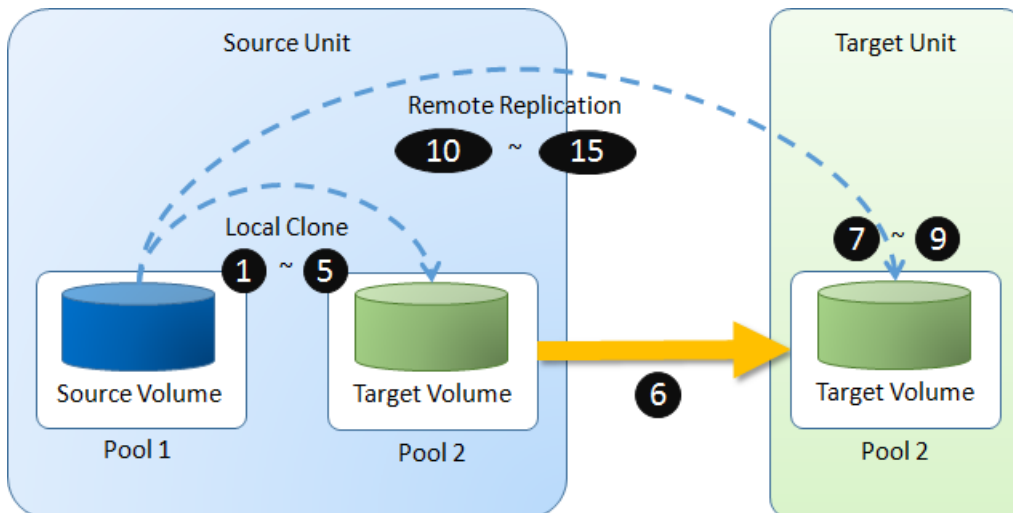 Source Unit
Target Unit
Remote Replication
10 ~ 15
Local Clone
1 ~ 5
7 ~ 9
Source Volume
Target Volume
6
Target Volume
Pool 1
Pool 2
Pool 2